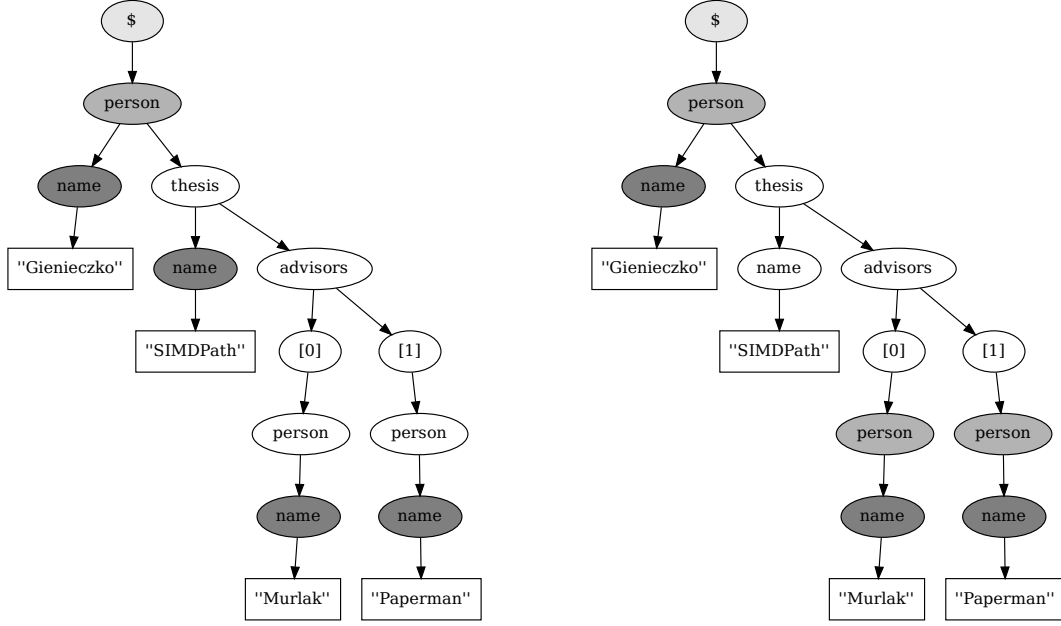 $
person
name
thesis
''Gienieczko''
name
advisors
''SIMDPath''
[0]
[1]
person
person
name
name
''Murlak''
''Paperman''
$
person
name
thesis
''Gienieczko''
name
advisors
''SIMDPath''
[0]
[1]
person
person
name
name
''Murlak''
''Paperman''